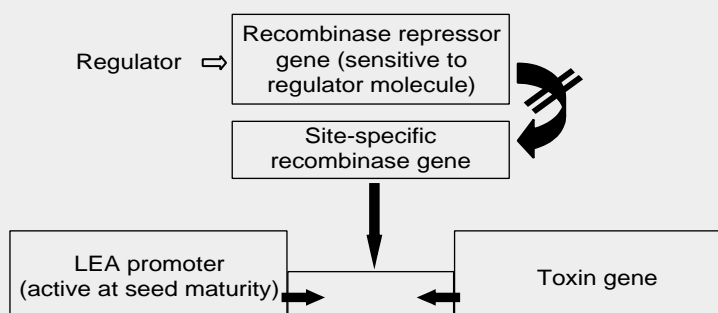 Regulator
Recombinase repressor
gene (sensitive to
regulator molecule)
Site-specific
recombinase gene
LEA promoter
(active at seed maturity)
Toxin gene